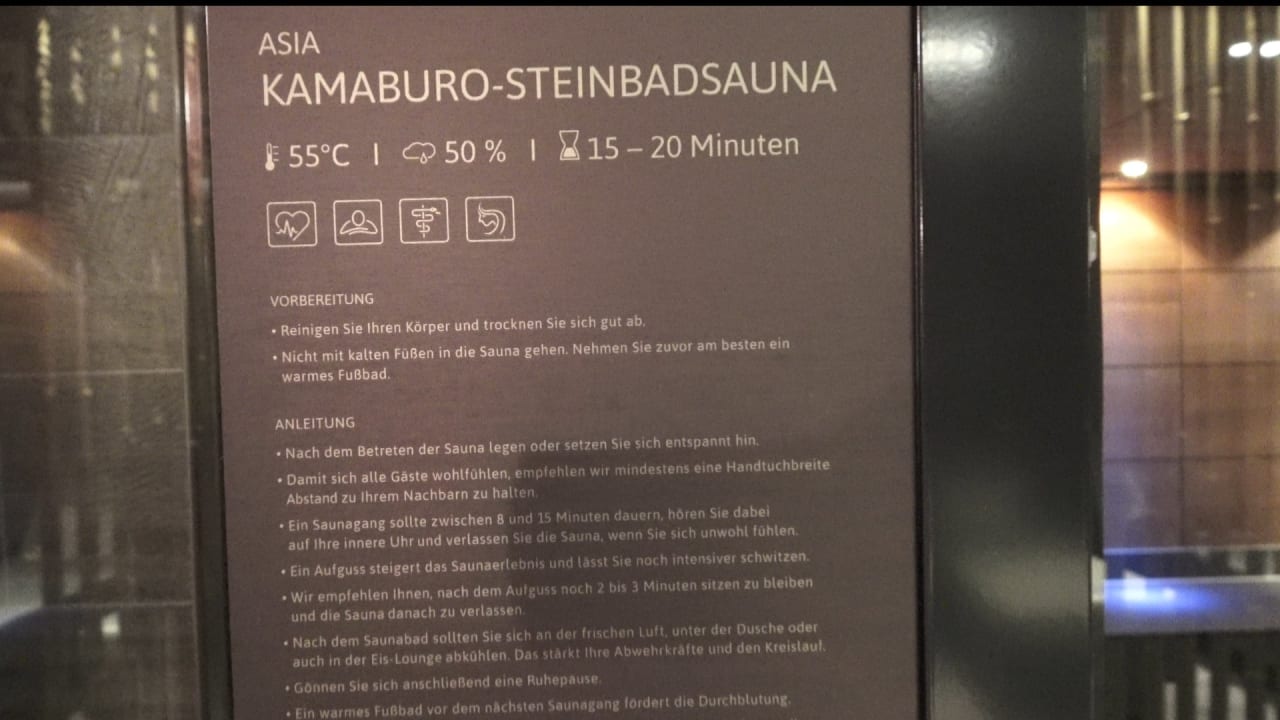 ASIA
KAMABURO-STEINBADSAUNA
55°C | 50 % | 15 – 20 Minuten
VORBEREITUNG
• Reinigen Sie Ihren Körper und trocknen Sie sich gut ab.
• Nicht mit kalten Füßen in die Sauna gehen. Nehmen Sie zuvor am besten ein
warmes Fußbad.
ANLEITUNG
• Nach dem Betreten der Sauna legen oder setzen Sie sich entspannt hin.
• Damit sich alle Gäste wohlfühlen, empfehlen wir mindestens eine Handtuchbreite
Abstand zu Ihrem Nachbarn zu halten.
• Ein Saunagang sollte zwischen 8 und 15 Minuten dauern, hören Sie dabei
auf Ihre innere Uhr und verlassen Sie die Sauna, wenn Sie sich unwohl fühlen.
• Ein Aufguss steigert das Saunaerlebnis und lässt Sie noch intensiver schwitzen.
• Wir empfehlen Ihnen, nach dem Aufguss noch 2 bis 3 Minuten sitzen zu bleiben
und die Sauna danach zu verlassen.
• Nach dem Saunabad sollten Sie sich an der frischen Luft, unter der Dusche oder
auch in der Eis-Lounge abkühlen. Das stärkt Ihre Abwehrkräfte und den Kreislauf.
• Gönnen Sie sich anschließend eine Ruhepause.
• Ein warmes Fußbad vor dem nächsten Saunagang fördert die Durchblutung.